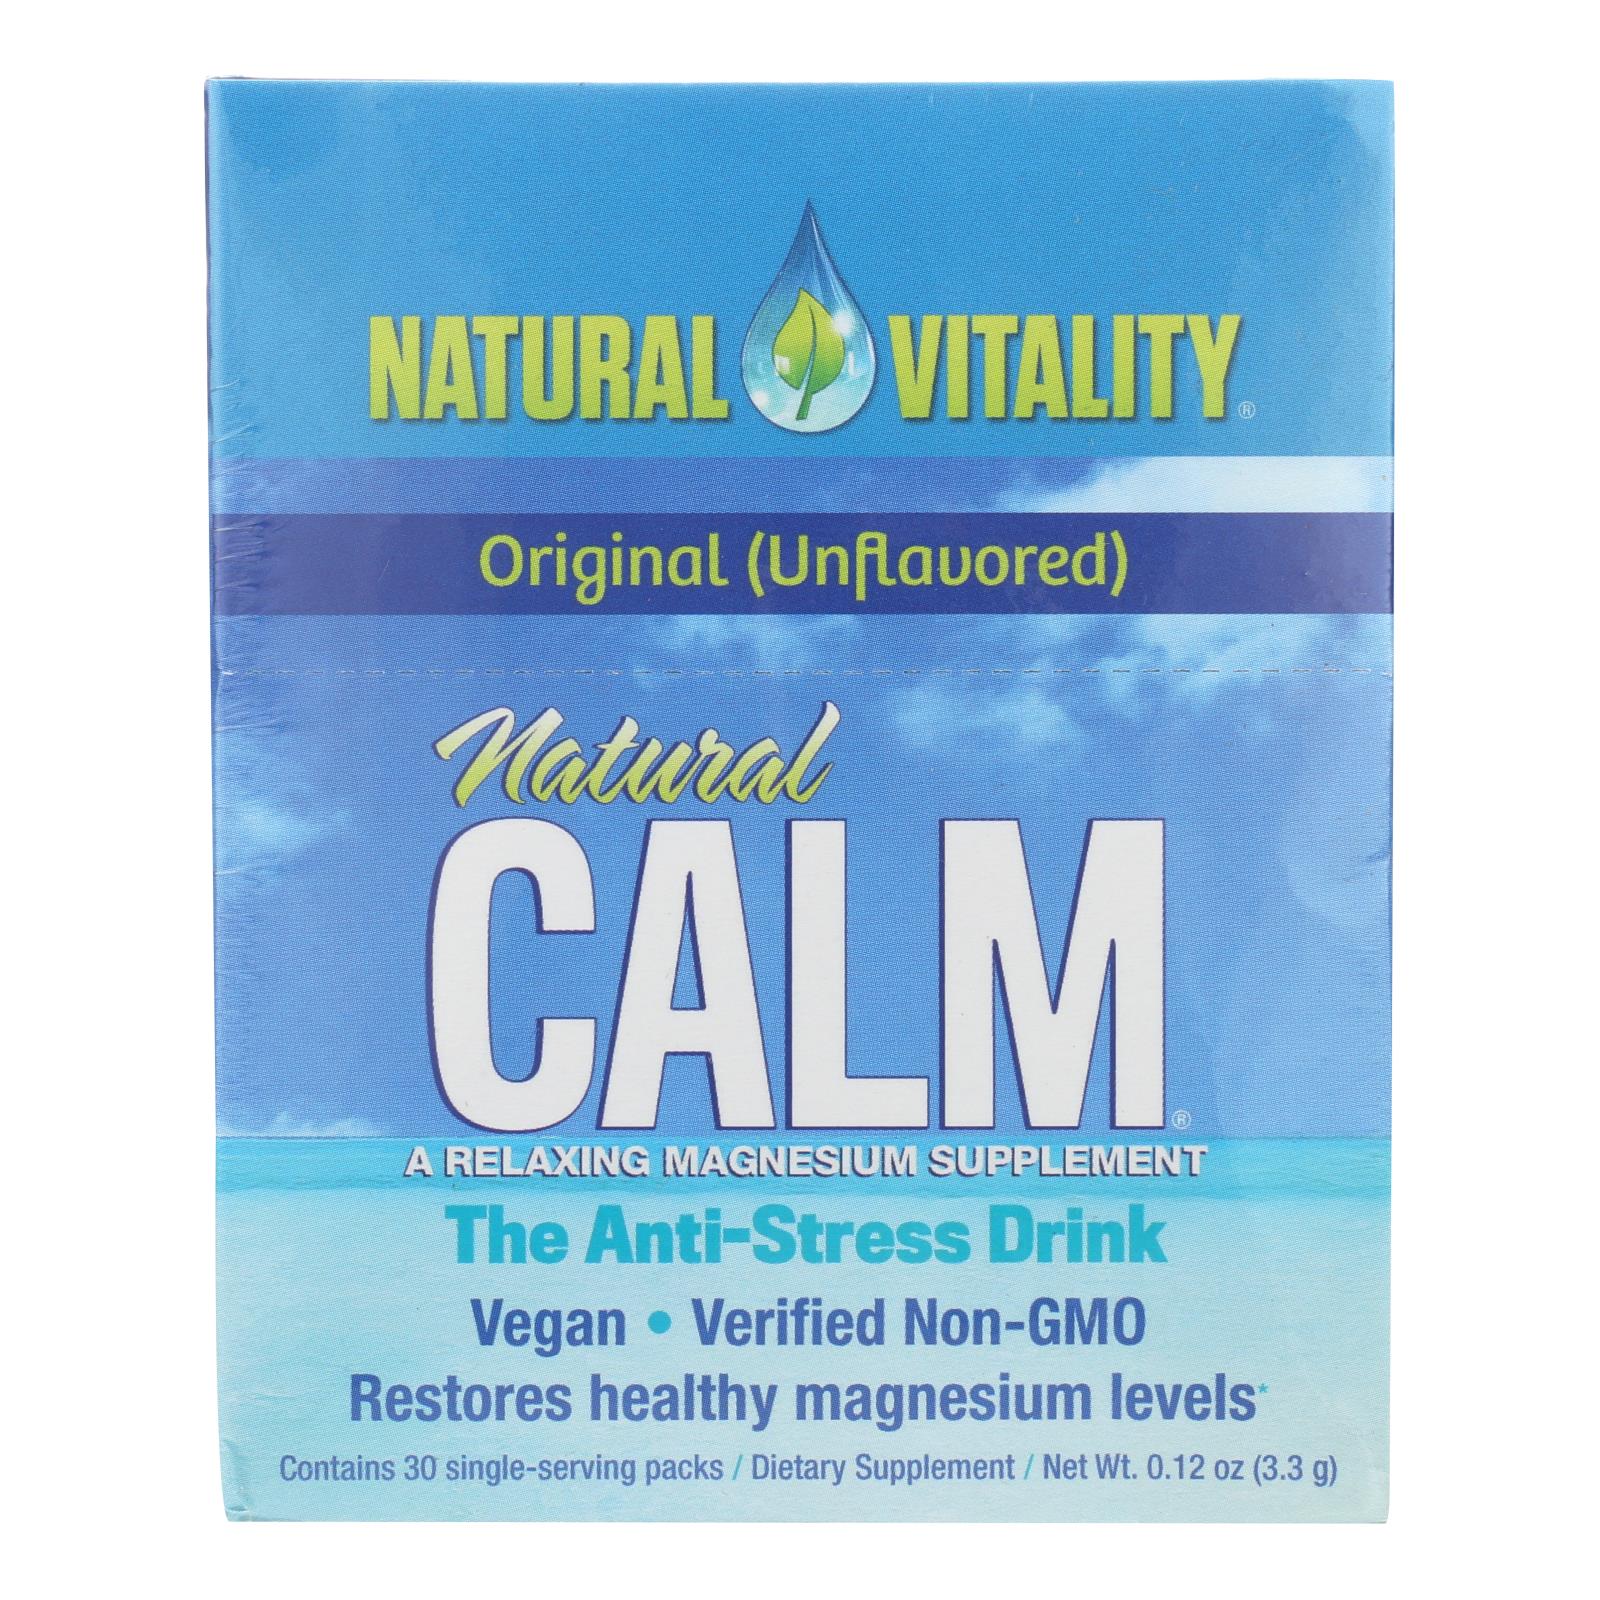 NATURAL VITALITY®
Original (Unflavored)
Natural
CALM®
A RELAXING MAGNESIUM SUPPLEMENT
The Anti-Stress Drink
Vegan • Verified Non-GMO
Restores healthy magnesium levels*
Contains 30 single-serving packs / Dietary Supplement / Net Wt. 0.12 oz (3.3 g)